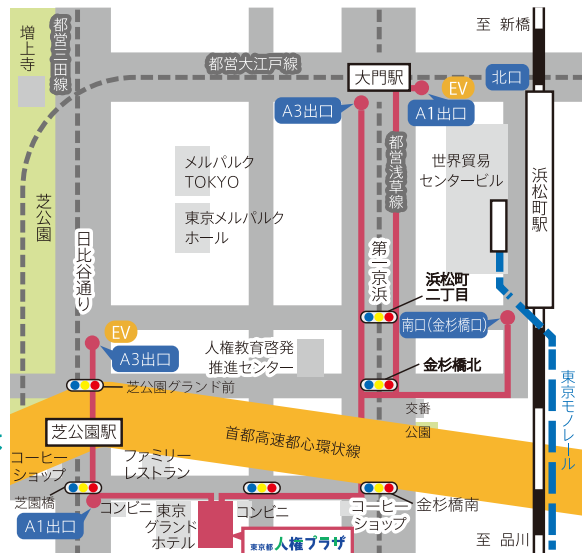 至 新橋
増上寺
都営三田線
都営大江戸線
大門駅
北口
EV
A3出口
A1出口
都営浅草線
メルパルク
TOKYO
世界貿易
センタービル
浜松町駅
芝公園
東京メルパルク
ホール
日比谷通り
第一京浜
浜松町
二丁目
南口(金杉橋口)
EV
A3出口
人権教育啓発
推進センター
金杉橋北
芝公園グランド前
交番
公園
東京モノレール
芝公園駅
首都高速都心環状線
コーヒー
ショップ
ファミリー
レストラン
芝園橋
コンビニ
東京
グランド
ホテル
コンビニ
コーヒー
ショップ
金杉橋南
A1出口
東京都 人権プラザ
至 品川